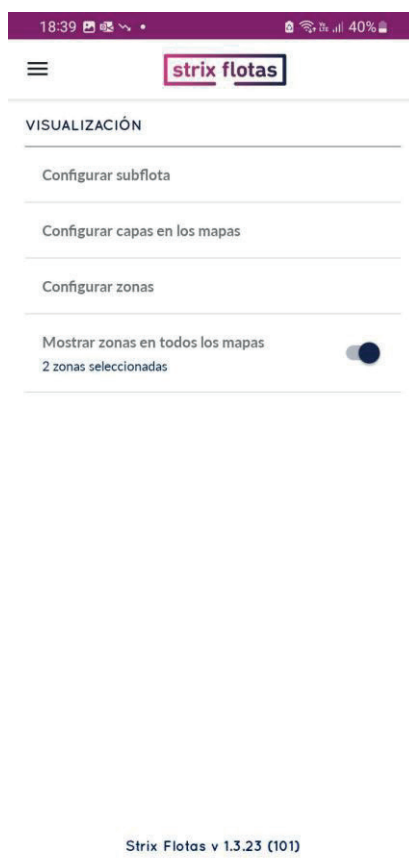 18:39
40%
strix flotas
VISUALIZACIÓN
Configurar subflota
Configurar capas en los mapas
Configurar zonas
Mostrar zonas en todos los mapas
2 zonas seleccionadas
Strix Flotas v 1.3.23 (101)